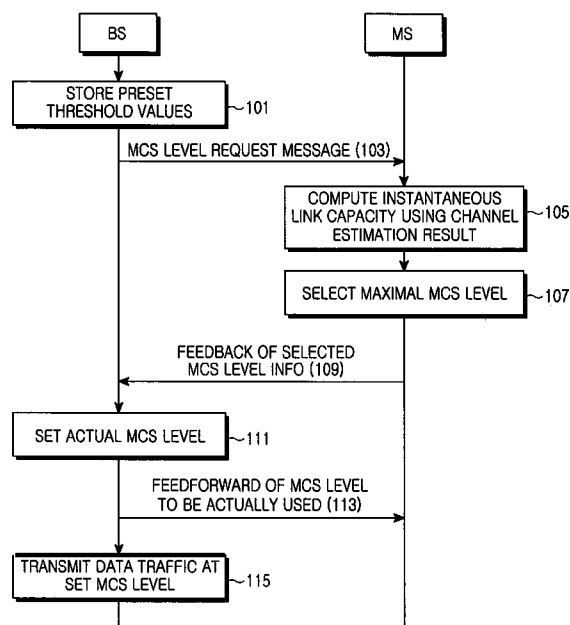 BS
MS
STORE PRESET
THRESHOLD VALUES
101
MCS LEVEL REQUEST MESSAGE (103)
COMPUTE INSTANTANEOUS
LINK CAPACITY USING CHANNEL
ESTIMATION RESULT
105
SELECT MAXIMAL MCS LEVEL
107
FEEDBACK OF SELECTED
MCS LEVEL INFO (109)
SET ACTUAL MCS LEVEL
111
FEEDFORWARD OF MCS LEVEL
TO BE ACTUALLY USED (113)
TRANSMIT DATA TRAFFIC AT
SET MCS LEVEL
115